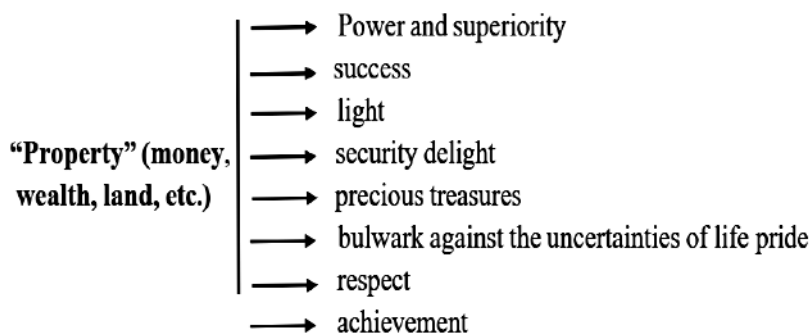 “Property” (money,
wealth, land, etc.)
Power and superiority
success
light
security delight
precious treasures
bulwark against the uncertainties of life pride
respect
achievement